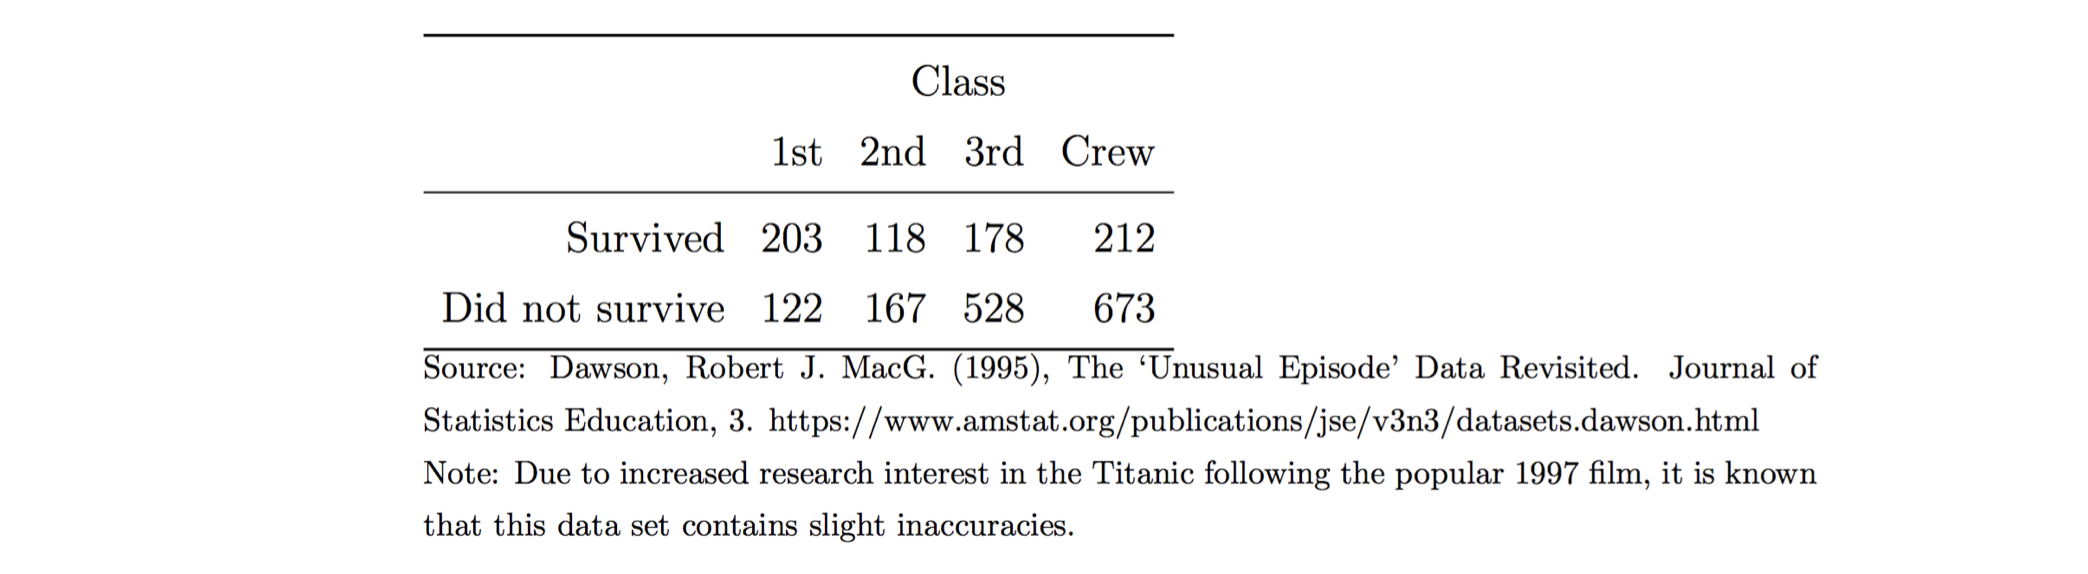 Class
1st 2nd 3rd Crew
Survived 203 118 178 212
Did not survive 122 167 528 673
Source: Dawson, Robert J. MacG. (1995), The ‘Unusual Episode’ Data Revisited. Journal of
Statistics Education, 3. https://www.amstat.org/publications/jse/v3n3/datasets.dawson.html
Note: Due to increased research interest in the Titanic following the popular 1997 film, it is known
that this data set contains slight inaccuracies.